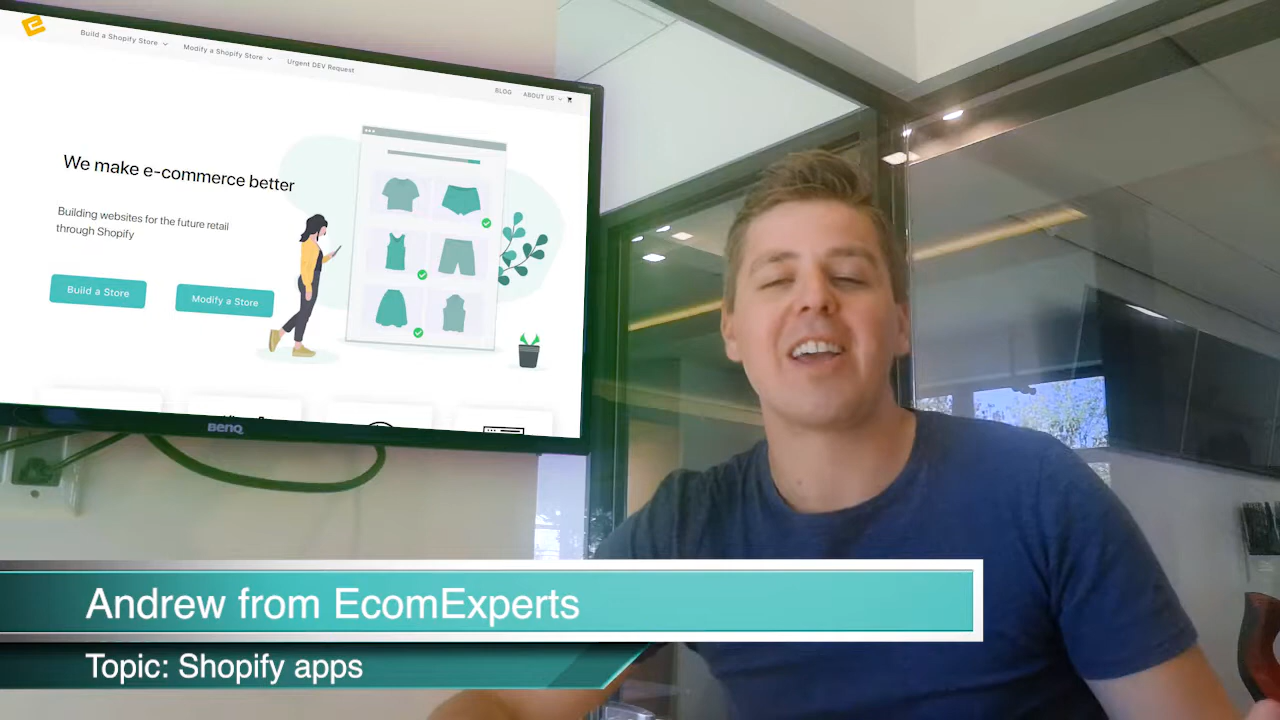 Build a Shopify Store
Modify a Shopify Store
Urgent DEV Request
BLOG
ABOUT US
We make e-commerce better
Building websites for the future retail
through Shopify
Build a Store
Modify a Store
BenQ
Andrew from EcomExperts
Topic: Shopify apps